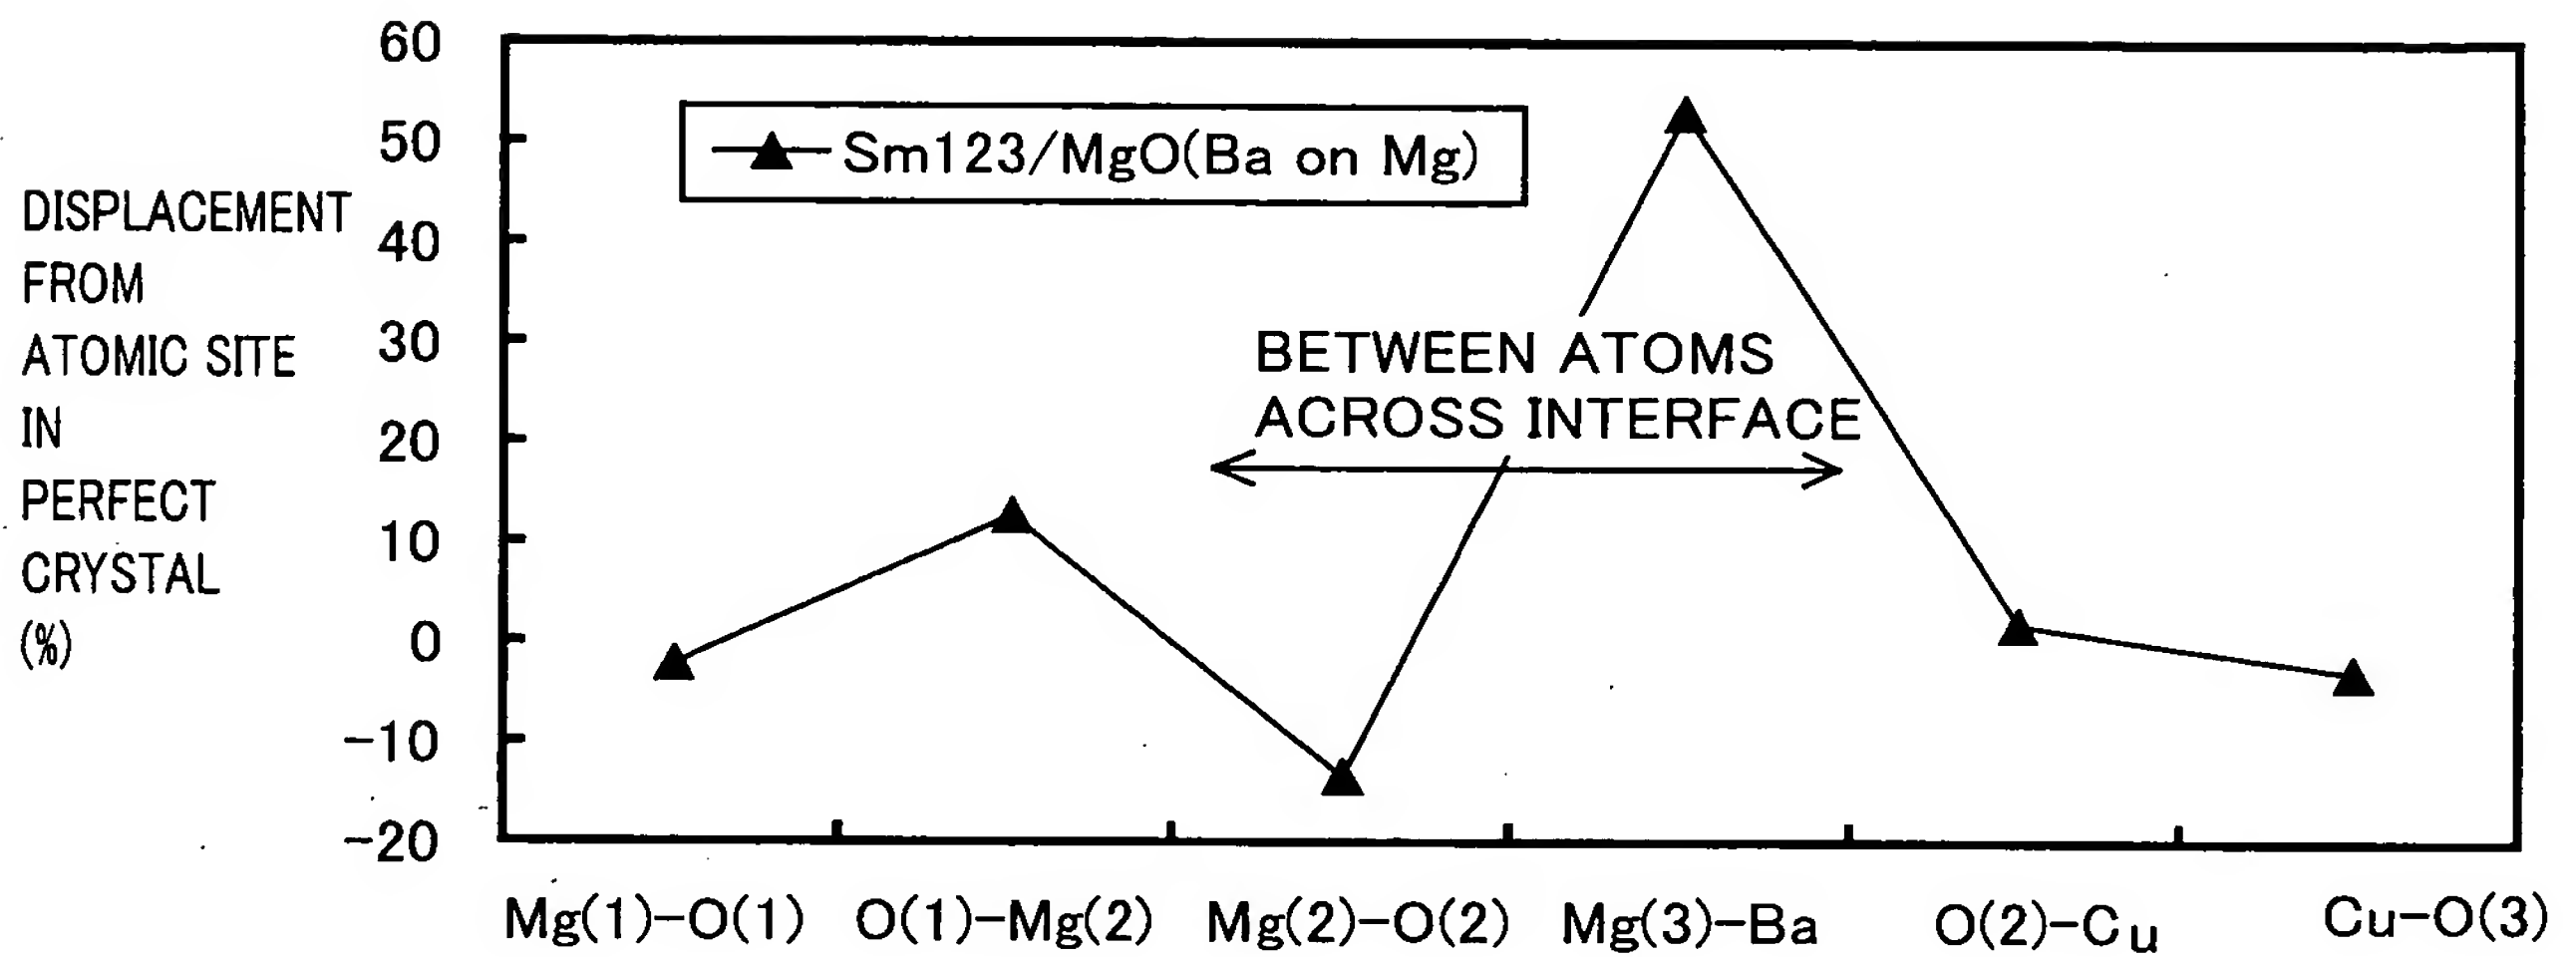 DISPLACEMENT
FROM
ATOMIC SITE
IN
PERFECT
CRYSTAL
(%)
60
50
40
30
20
10
0
−10
−20
Sm123/MgO(Ba on Mg)
BETWEEN ATOMS
ACROSS INTERFACE
Mg(1)−O(1) O(1)−Mg(2) Mg(2)−O(2) Mg(3)−Ba O(2)−Cu Cu−O(3)